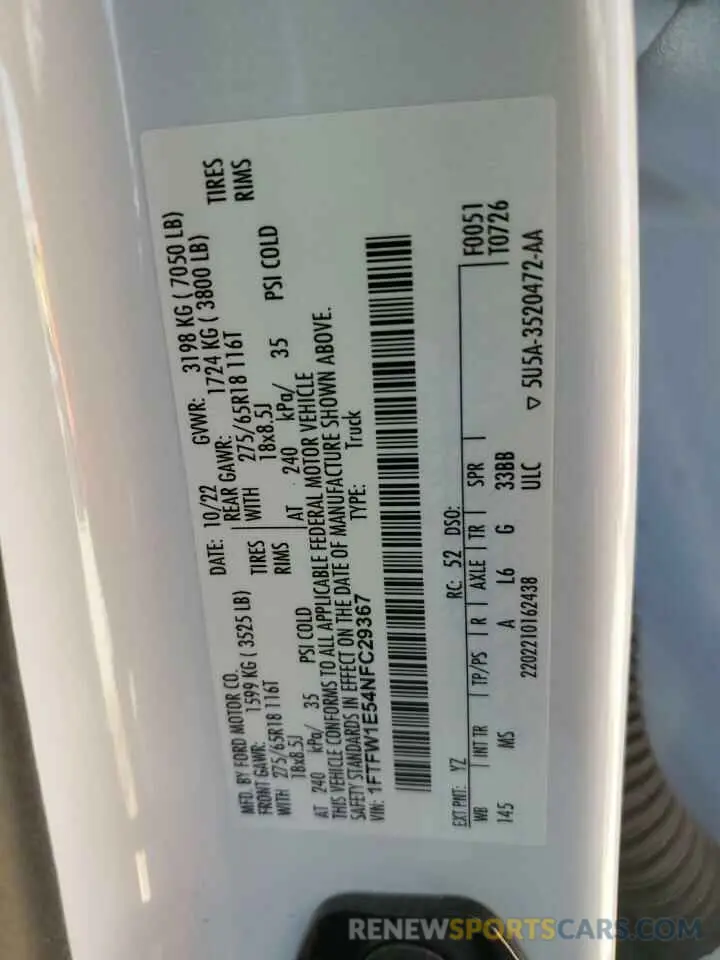 MFD. BY FORD MOTOR CO.
DATE: 10/22 GVWR: 3198 KG ( 7050 LB)
FRONT GAWR: 1599 KG ( 3525 LB) REAR GAWR: 1724 KG ( 3800 LB)
WITH 275/65R18 116T TIRES WITH 275/65R18 116T TIRES
18x8.5J RIMS 18x8.5J RIMS
AT 240 kPa/ 35 PSI COLD AT 240 kPa/ 35 PSI COLD
THIS VEHICLE CONFORMS TO ALL APPLICABLE FEDERAL MOTOR VEHICLE
SAFETY STANDARDS IN EFFECT ON THE DATE OF MANUFACTURE SHOWN ABOVE.
VIN: 1FTFW1E54NFC29367 TYPE: Truck
EXT PNT: YZ RC: 52 DSO: F0051
WB INT TR TP/PS R AXLE TR SPR T0726
145 MS A L6 G 33BB
2202210162438 ULC ▽ 5U5A-3520472-AA
RENEWSPORTSCARS.COM